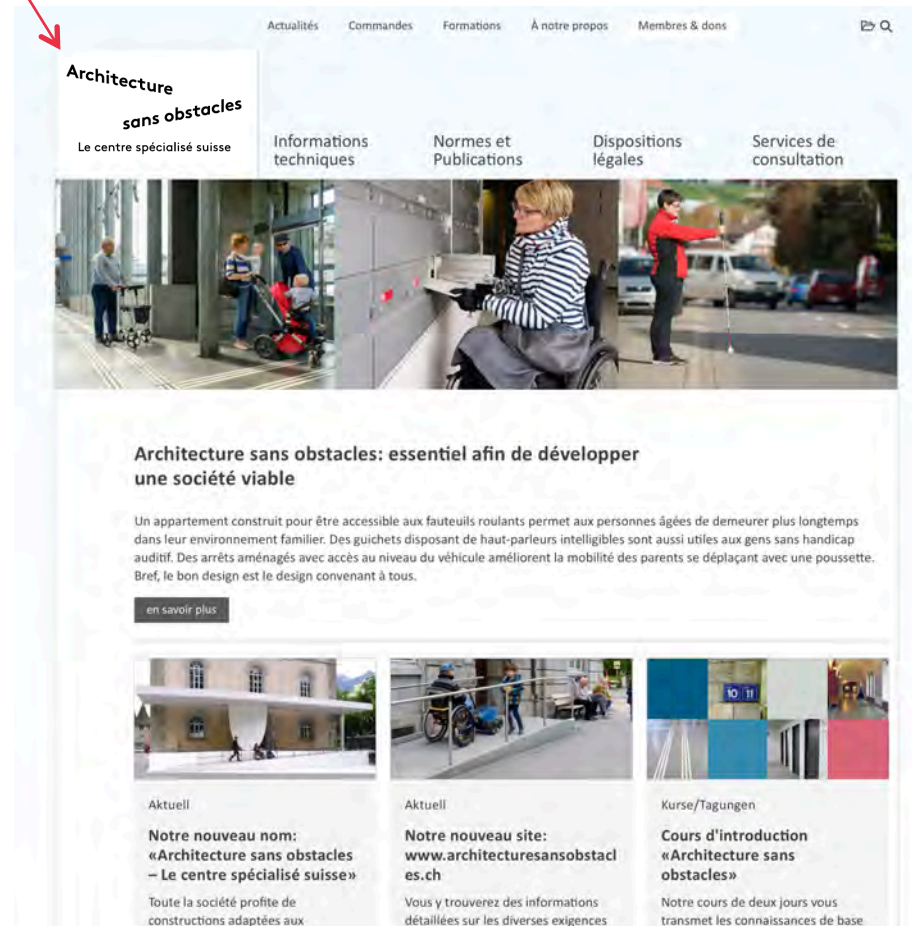 Actualités Commandes Formations À notre propos Membres & dons
Architecture
sans obstacles
Le centre spécialisé suisse
Informations
techniques
Normes et
Publications
Dispositions
légales
Services de
consultation
Architecture sans obstacles: essentiel afin de développer
une société viable
Un appartement construit pour être accessible aux fauteuils roulants permet aux personnes âgées de demeurer plus longtemps
dans leur environnement familier. Des guichets disposant de haut-parleurs intelligibles sont aussi utiles aux gens sans handicap
auditif. Des arrêts aménagés avec accès au niveau du véhicule améliorent la mobilité des parents se déplaçant avec une poussette.
Bref, le bon design est le design convenant à tous.
en savoir plus
10 11
Aktuell
Notre nouveau nom:
«Architecture sans obstacles
– Le centre spécialisé suisse»
Toute la société profite de
constructions adaptées aux
Aktuell
Notre nouveau site:
www.architecturesansobstacl
es.ch
Vous y trouverez des informations
détaillées sur les diverses exigences
Kurse/Tagungen
Cours d'introduction
«Architecture sans
obstacles»
Notre cours de deux jours vous
transmet les connaissances de base